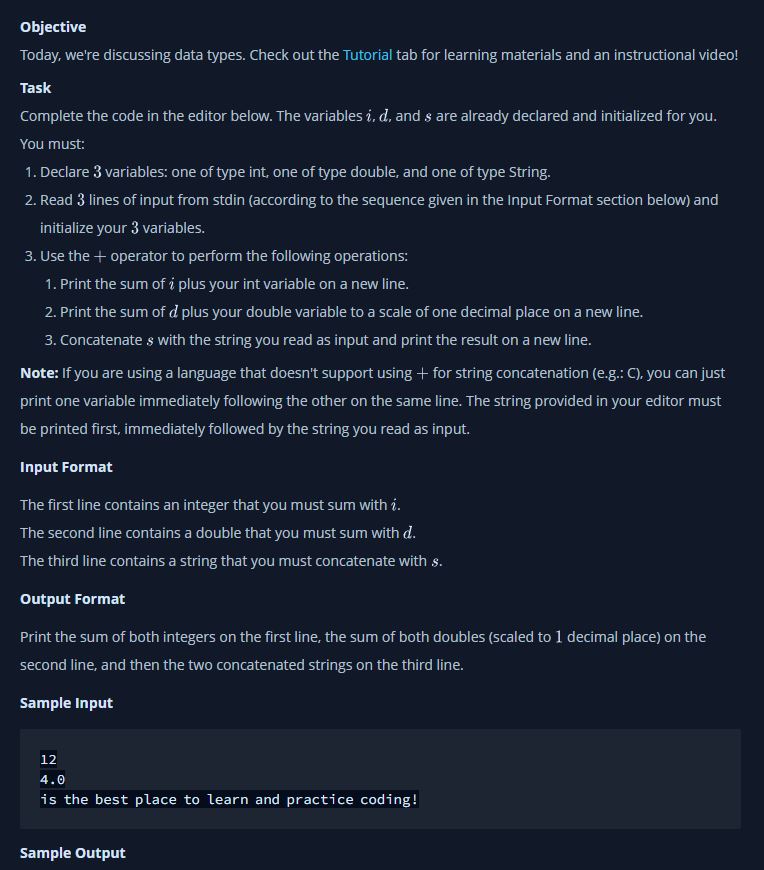 Objective
Today, we're discussing data types. Check out the Tutorial tab for learning materials and an instructional video!
Task
Complete the code in the editor below. The variables i, d, and s are already declared and initialized for you.
You must:
1. Declare 3 variables: one of type int, one of type double, and one of type String.
2. Read 3 lines of input from stdin (according to the sequence given in the Input Format section below) and
initialize your 3 variables.
3. Use the + operator to perform the following operations:
1. Print the sum of i plus your int variable on a new line.
2. Print the sum of d plus your double variable to a scale of one decimal place on a new line.
3. Concatenate s with the string you read as input and print the result on a new line.
Note: If you are using a language that doesn't support using + for string concatenation (e.g.: C), you can just
print one variable immediately following the other on the same line. The string provided in your editor must
be printed first, immediately followed by the string you read as input.
Input Format
The first line contains an integer that you must sum with i.
The second line contains a double that you must sum with d.
The third line contains a string that you must concatenate with s.
Output Format
Print the sum of both integers on the first line, the sum of both doubles (scaled to 1 decimal place) on the
second line, and then the two concatenated strings on the third line.
Sample Input
12
4.0
is the best place to learn and practice coding!
Sample Output